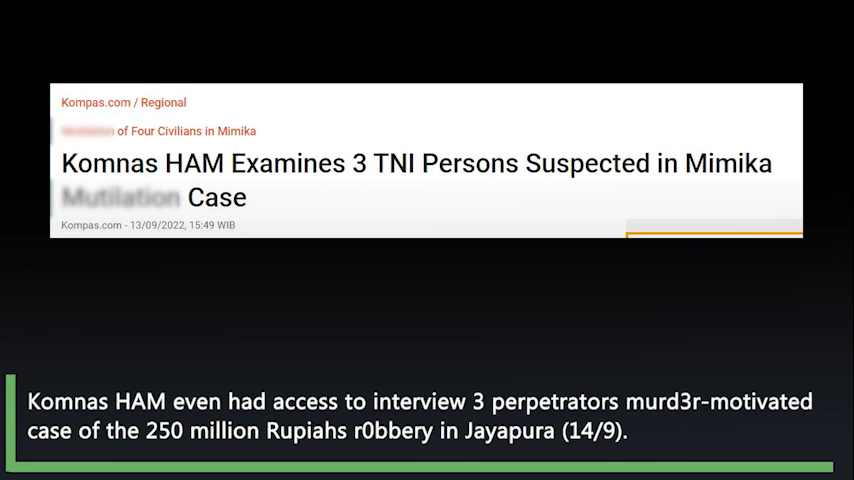 Kompas.com / Regional
of Four Civilians in Mimika
Komnas HAM Examines 3 TNI Persons Suspected in Mimika
Mutilation Case
Kompas.com - 13/09/2022, 15:49 WIB
Komnas HAM even had access to interview 3 perpetrators murd3r-motivated
case of the 250 million Rupiahs r0bbery in Jayapura (14/9).